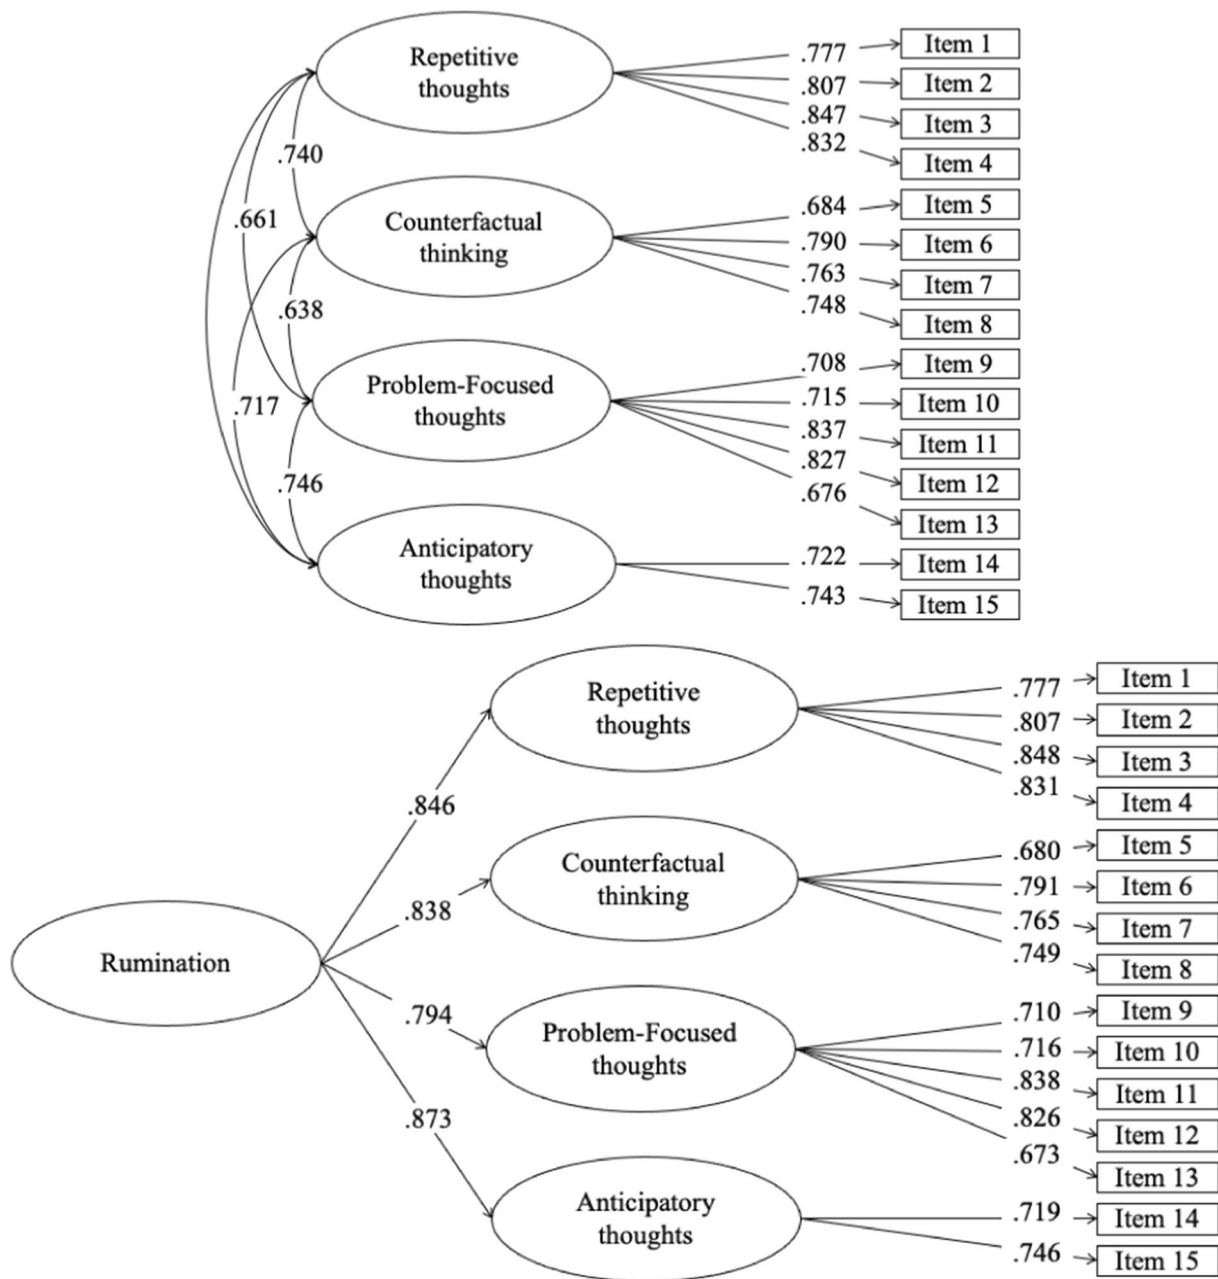 Repetitive
thoughts
.777
.807
.847
.832
Item 1
Item 2
Item 3
Item 4
.740
.661
Counterfactual
thinking
.684
.790
.763
.748
Item 5
Item 6
Item 7
Item 8
.638
.717
Problem-Focused
thoughts
.708
.715
.837
.827
.676
Item 9
Item 10
Item 11
Item 12
Item 13
.746
Anticipatory
thoughts
.722
.743
Item 14
Item 15
Rumination
.846
.838
.794
.873
Repetitive
thoughts
.777
.807
.848
.831
Item 1
Item 2
Item 3
Item 4
Counterfactual
thinking
.680
.791
.765
.749
Item 5
Item 6
Item 7
Item 8
Problem-Focused
thoughts
.710
.716
.838
.826
.673
Item 9
Item 10
Item 11
Item 12
Item 13
Anticipatory
thoughts
.719
.746
Item 14
Item 15